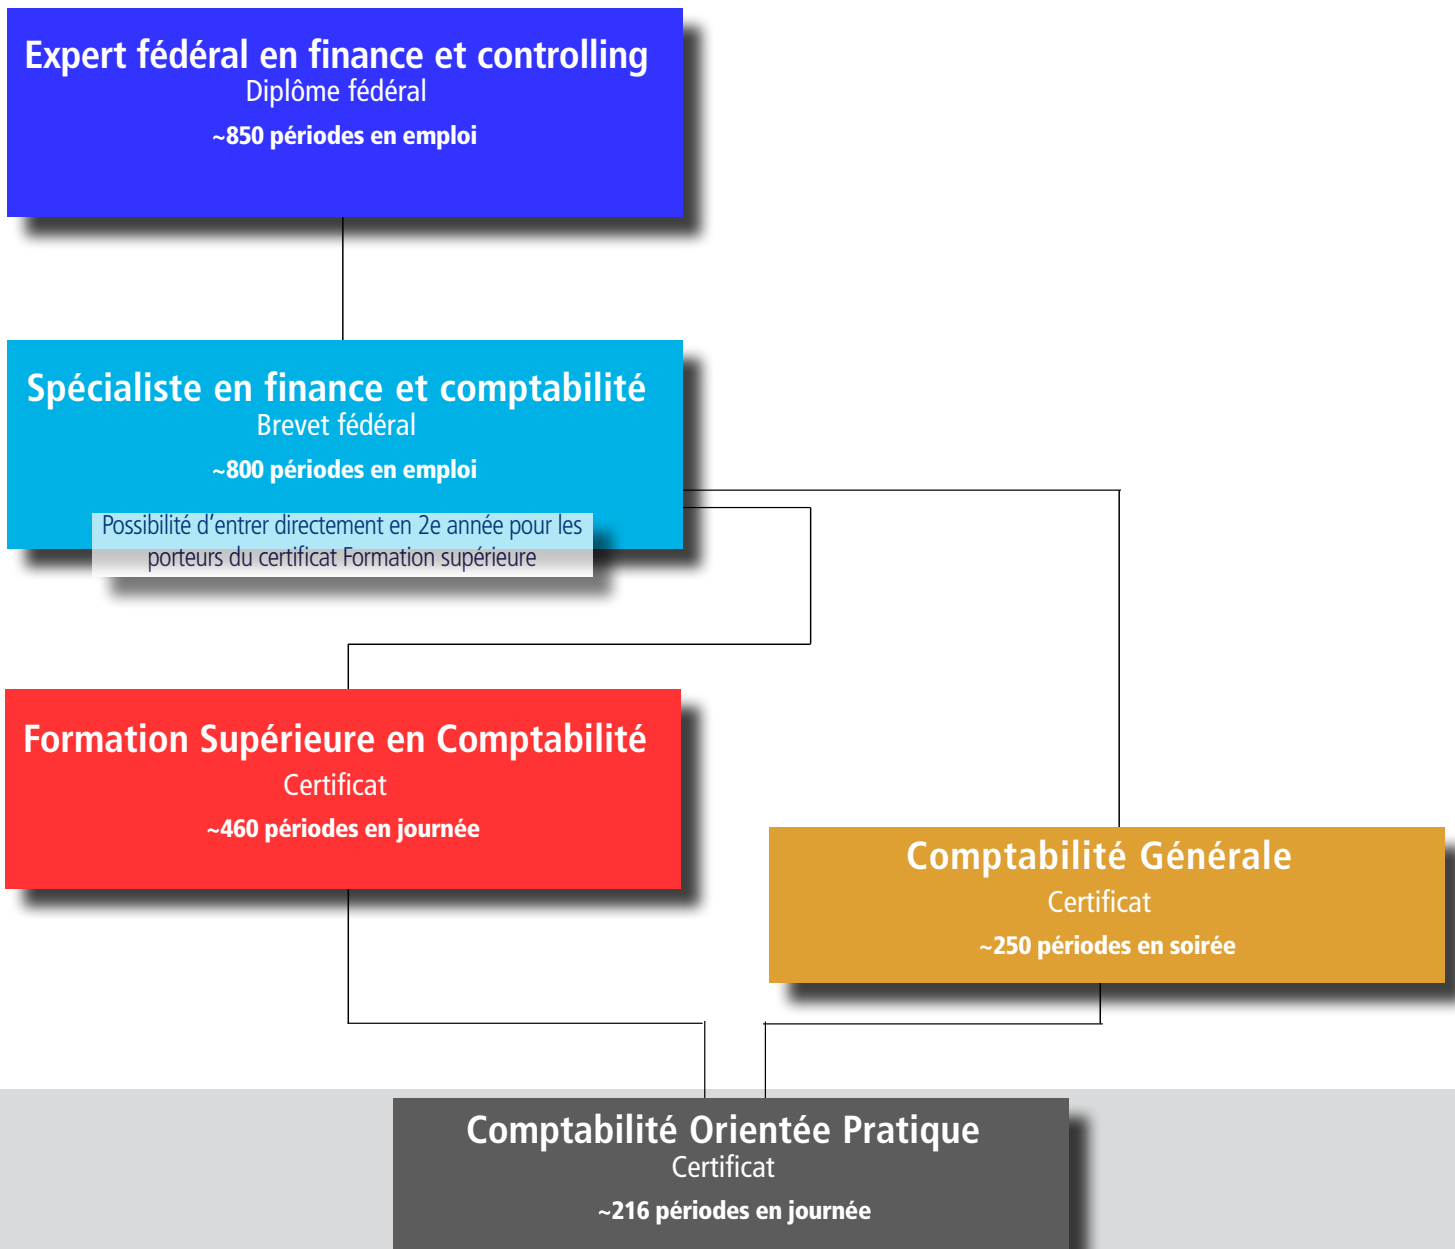 Expert fédéral en finance et controlling
Diplôme fédéral
~850 périodes en emploi
Spécialiste en finance et comptabilité
Brevet fédéral
~800 périodes en emploi
Possibilité d'entrer directement en 2e année pour les
porteurs du certificat Formation supérieure
Formation Supérieure en Comptabilité
Certificat
~460 périodes en journée
Comptabilité Générale
Certificat
~250 périodes en soirée
Comptabilité Orientée Pratique
Certificat
~216 périodes en journée